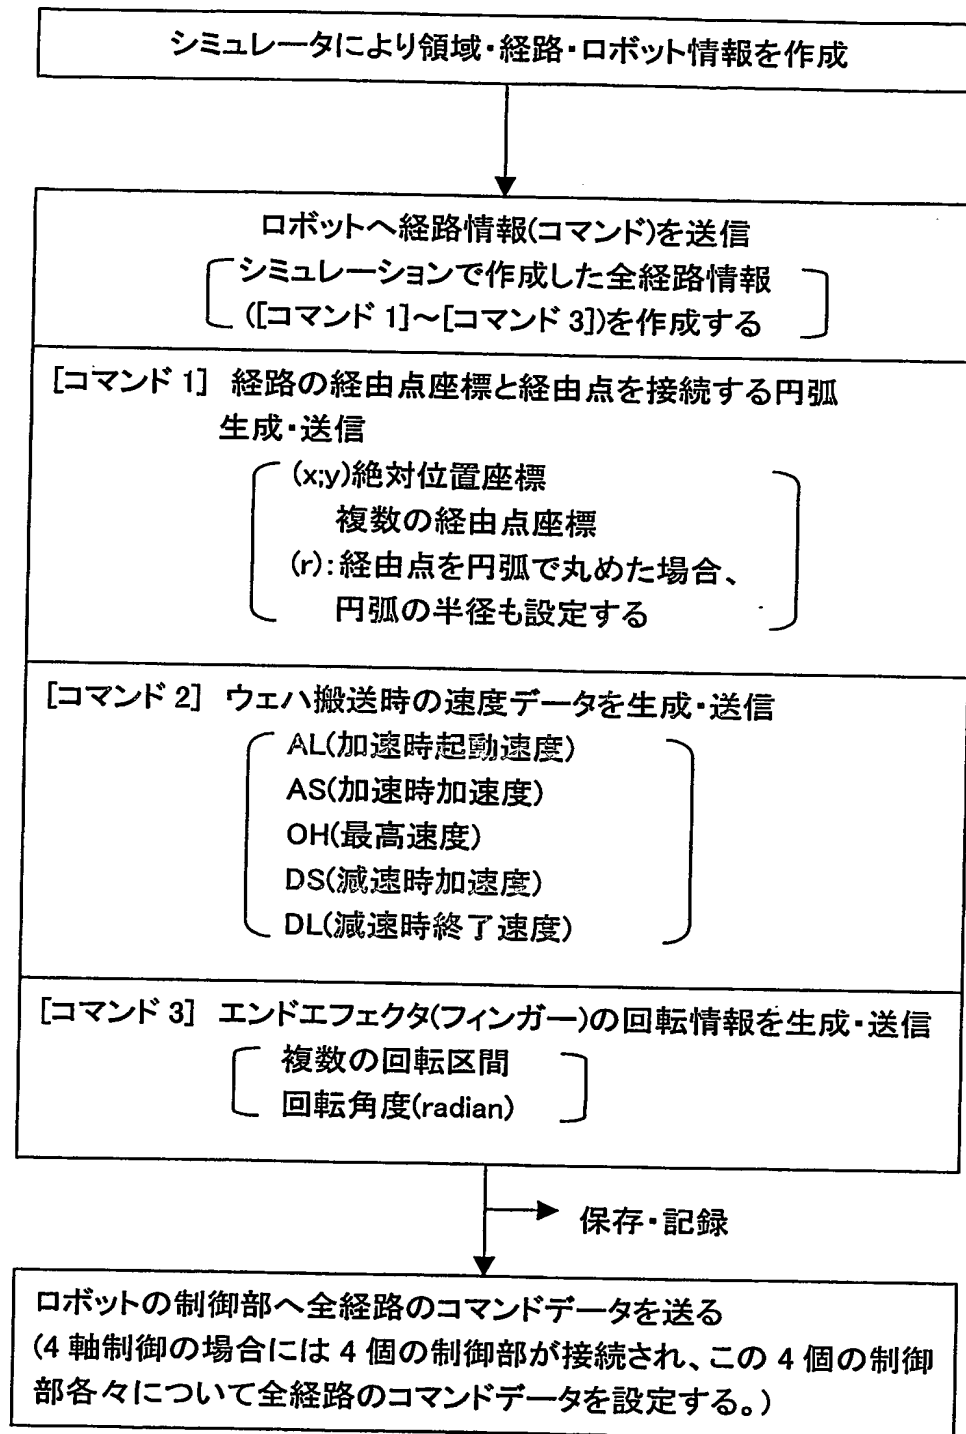 シミュレータにより領域・経路・ロボット情報を作成
ロボットへ経路情報(コマンド)を送信
シミュレーションで作成した全経路情報
([コマンド 1]～[コマンド 3])を作成する
[コマンド 1] 経路の経由点座標と経由点を接続する円弧
生成・送信
(x;y)絶対位置座標
複数の経由点座標
(r):経由点を円弧で丸めた場合、
円弧の半径も設定する
[コマンド 2] ウェハ搬送時の速度データを生成・送信
AL(加速時起動速度)
AS(加速時加速度)
OH(最高速度)
DS(減速時加速度)
DL(減速時終了速度)
[コマンド 3] エンドエフェクタ(フィンガー)の回転情報を生成・送信
複数の回転区間
回転角度(radian)
保存・記録
ロボットの制御部へ全経路のコマンドデータを送る
(4 軸制御の場合には 4 個の制御部が接続され、この 4 個の制御
部各々について全経路のコマンドデータを設定する。)